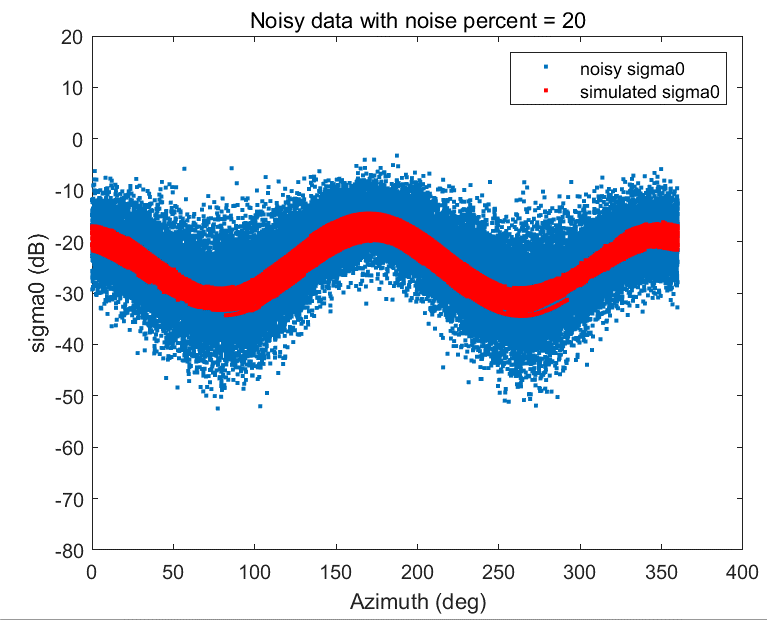 Noisy data with noise percent = 20
20
10
0
-10
-20
-30
-40
-50
-60
-70
-80
sigma0 (dB)
noisy sigma0
simulated sigma0
0 50 100 150 200 250 300 350 400
Azimuth (deg)